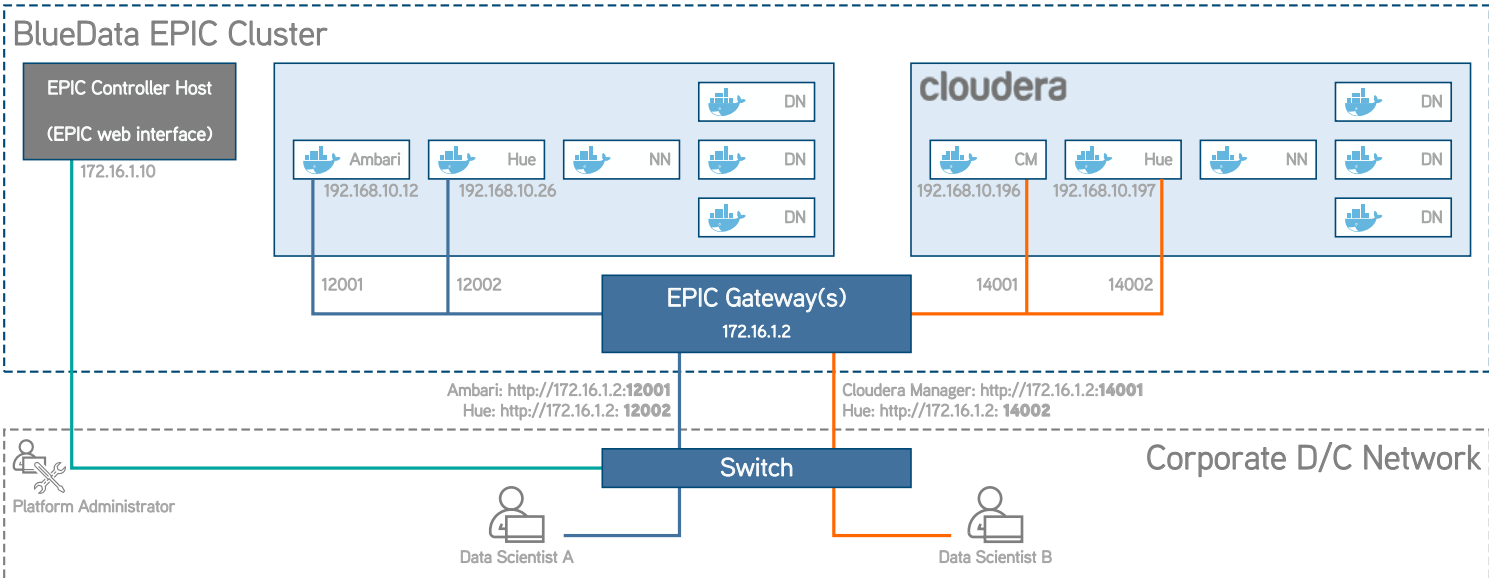 BlueData EPIC Cluster
EPIC Controller Host
(EPIC web interface)
172.16.1.10
Ambari
192.168.10.12
Hue
192.168.10.26
NN
DN
DN
DN
cloudera
CM
192.168.10.196
Hue
192.168.10.197
NN
DN
DN
DN
12001
12002
EPIC Gateway(s)
172.16.1.2
14001
14002
Ambari: http://172.16.1.2:12001
Hue: http://172.16.1.2: 12002
Cloudera Manager: http://172.16.1.2:14001
Hue: http://172.16.1.2: 14002
Corporate D/C Network
Switch
Platform Administrator
Data Scientist A
Data Scientist B